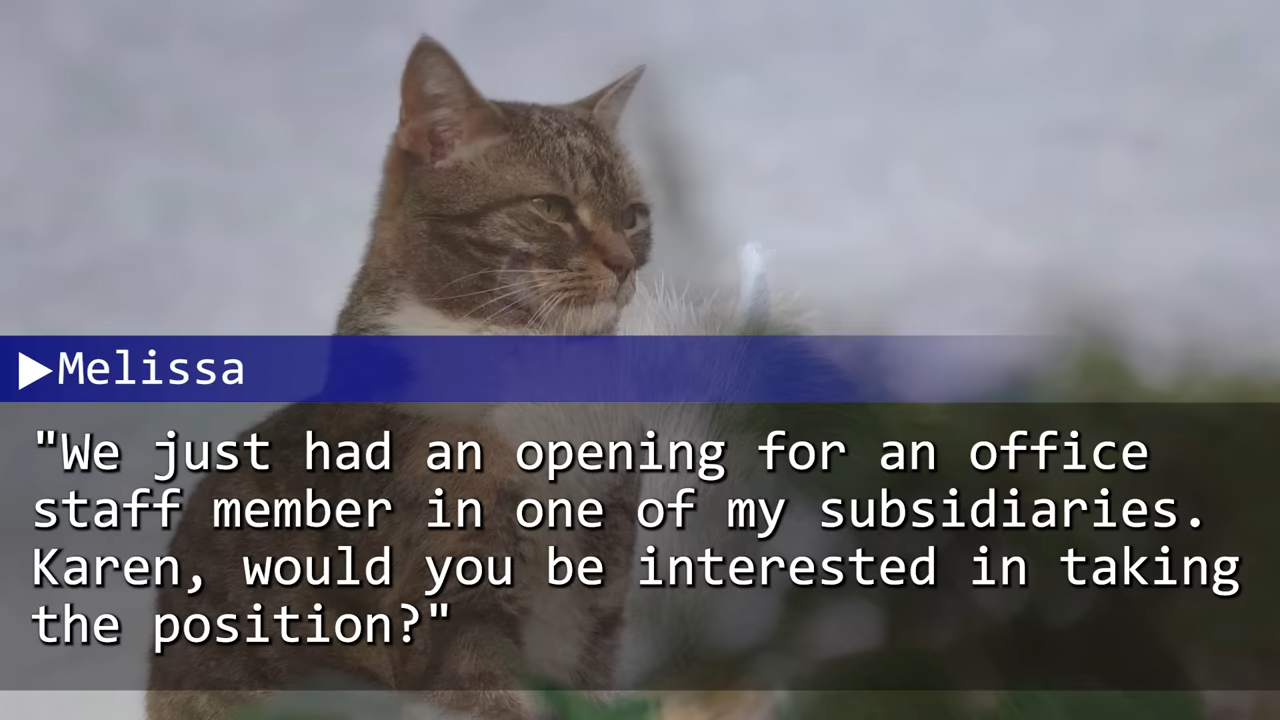 ▶Melissa
"We just had an opening for an office
staff member in one of my subsidiaries.
Karen, would you be interested in taking
the position?"